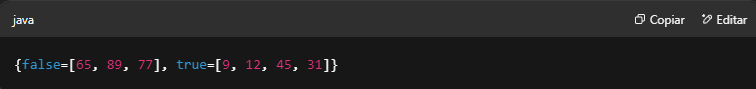 java Copiar Editar
{false=[65, 89, 77], true=[9, 12, 45, 31]}